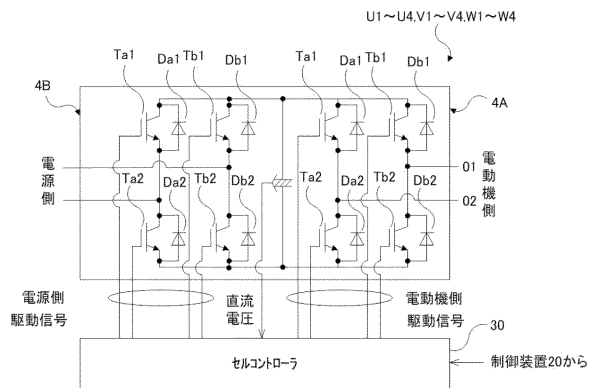 U1～U4,V1～V4,W1～W4
Ta1 Da1 Tb1 Db1 Ta1 Da1 Tb1 Db1
4B
4A
電源側
Ta2 Da2 Tb2 Db2 Ta2 Da2 Tb2 Db2
01
02
電動機側
電源側
駆動信号
直流
電圧
電動機側
駆動信号
30
セルコントローラ
制御装置20から